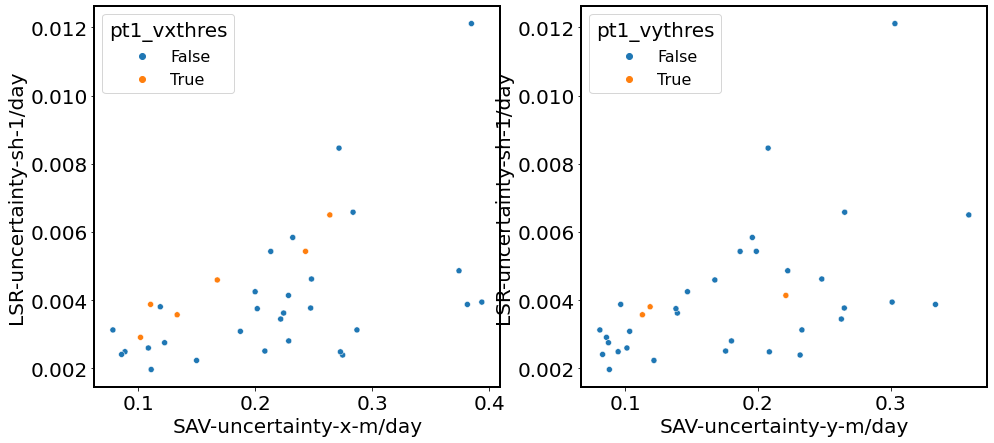 pt1_vxthres
False
True
0.012
0.010
0.008
0.006
0.004
0.002
LSR-uncertainty-sh-1/day
0.1
0.2
0.3
0.4
SAV-uncertainty-x-m/day
pt1_vythres
False
True
0.012
0.010
0.008
0.006
0.004
0.002
LSR-uncertainty-sh-1/day
0.1
0.2
0.3
SAV-uncertainty-y-m/day